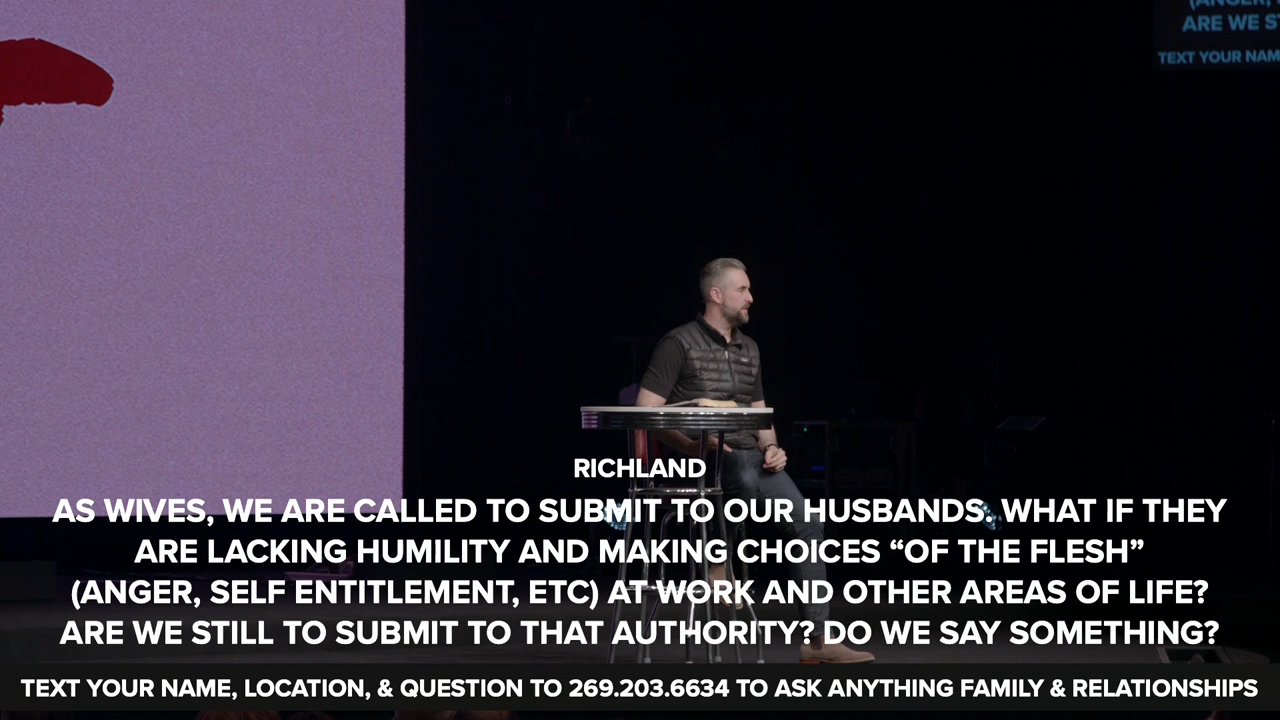 (ANGER,
ARE WE S
TEXT YOUR NAM
RICHLAND
AS WIVES, WE ARE CALLED TO SUBMIT TO OUR HUSBANDS. WHAT IF THEY
ARE LACKING HUMILITY AND MAKING CHOICES “OF THE FLESH”
(ANGER, SELF ENTITLEMENT, ETC) AT WORK AND OTHER AREAS OF LIFE?
ARE WE STILL TO SUBMIT TO THAT AUTHORITY? DO WE SAY SOMETHING?
TEXT YOUR NAME, LOCATION, & QUESTION TO 269.203.6634 TO ASK ANYTHING FAMILY & RELATIONSHIPS